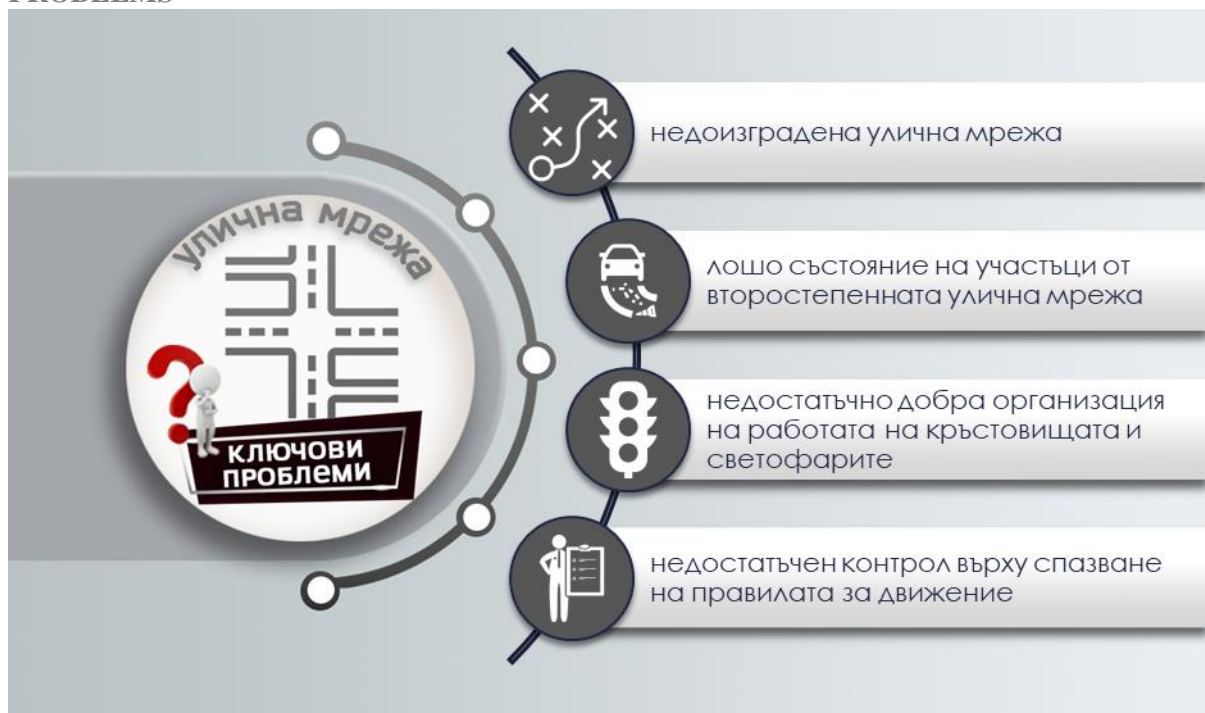 улична мрежа
КЛЮЧОВИ
ПРОБЛЕМИ
недоизградена улична мрежа
лошо състояние на участъци от
второстепенната улична мрежа
недостатъчно добра организация
на работата на кръстовищата и
светофарите
недостатъчен контрол върху спазване
на правилата за движение